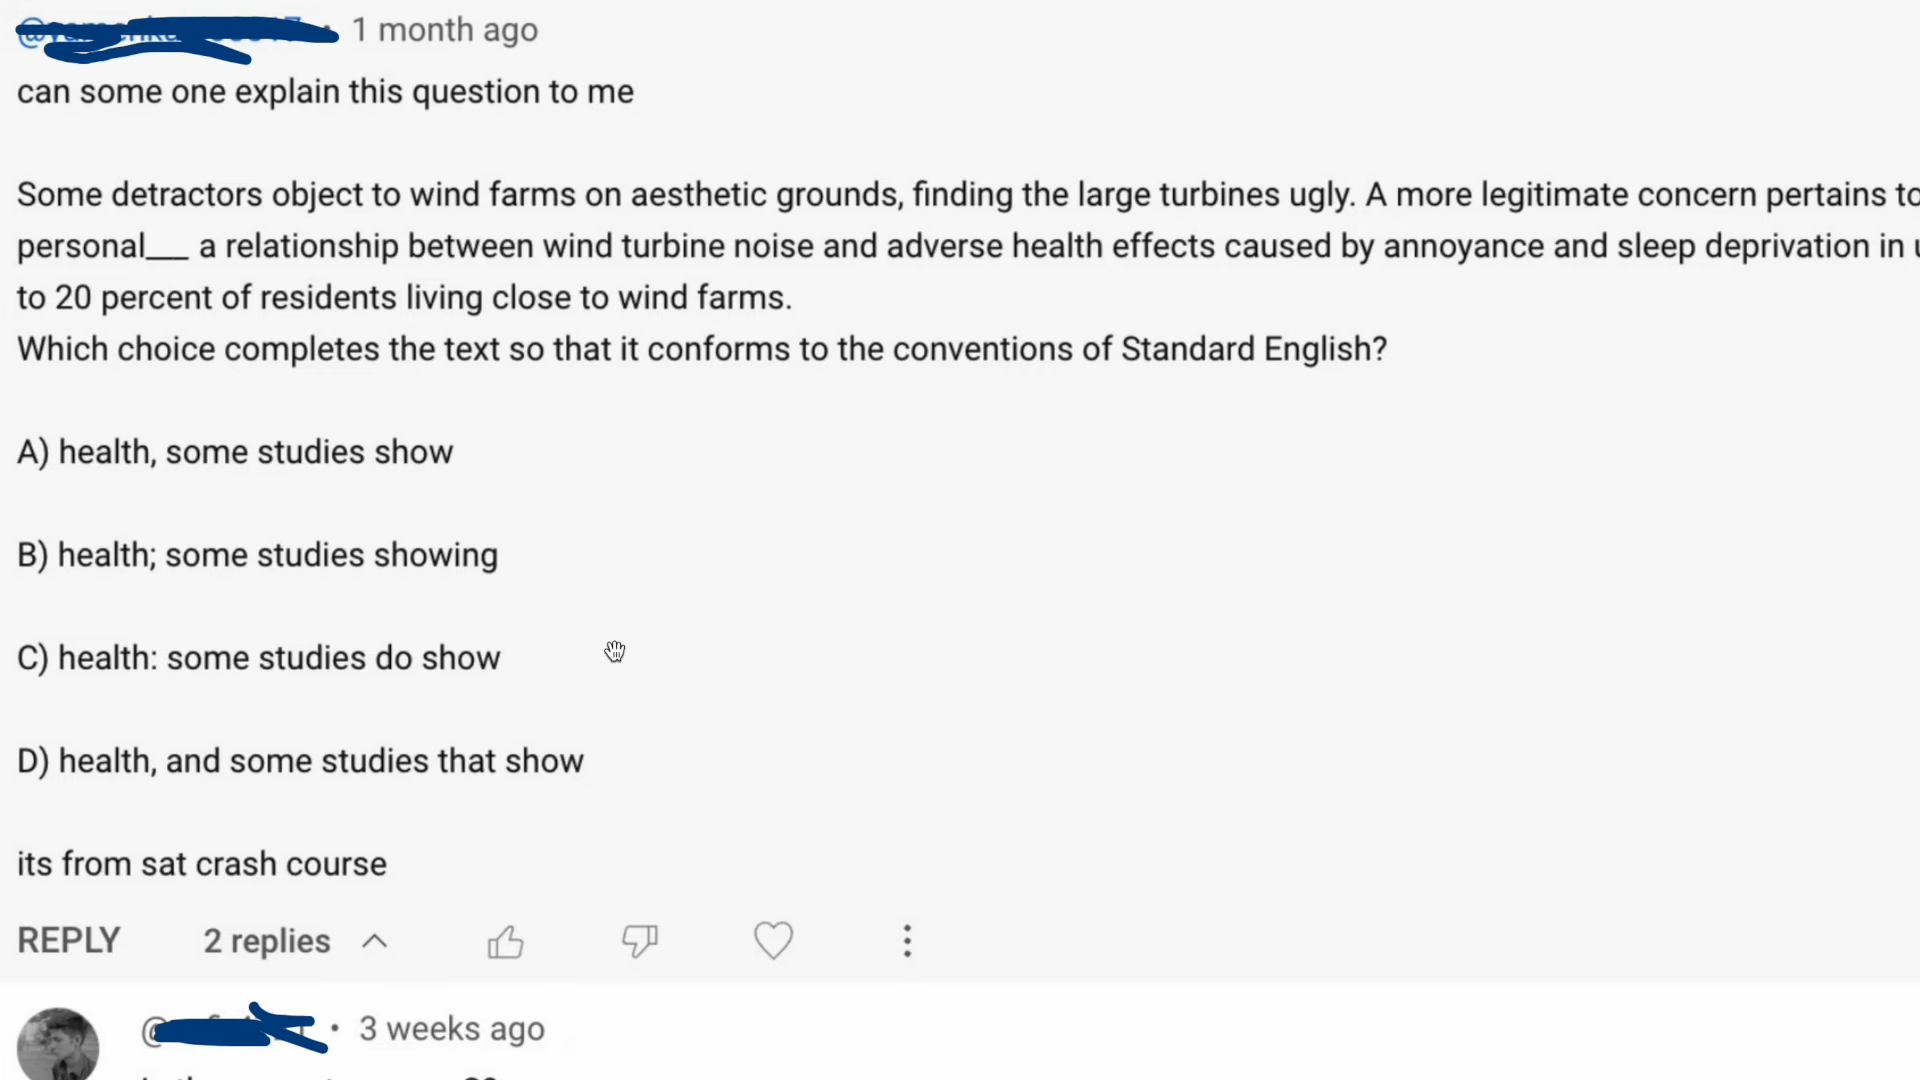 • 1 month ago
can some one explain this question to me
Some detractors object to wind farms on aesthetic grounds, finding the large turbines ugly. A more legitimate concern pertains to
personal___ a relationship between wind turbine noise and adverse health effects caused by annoyance and sleep deprivation in
to 20 percent of residents living close to wind farms.
Which choice completes the text so that it conforms to the conventions of Standard English?
A) health, some studies show
B) health; some studies showing
C) health: some studies do show
D) health, and some studies that show
its from sat crash course
REPLY 2 replies
@ • 3 weeks ago